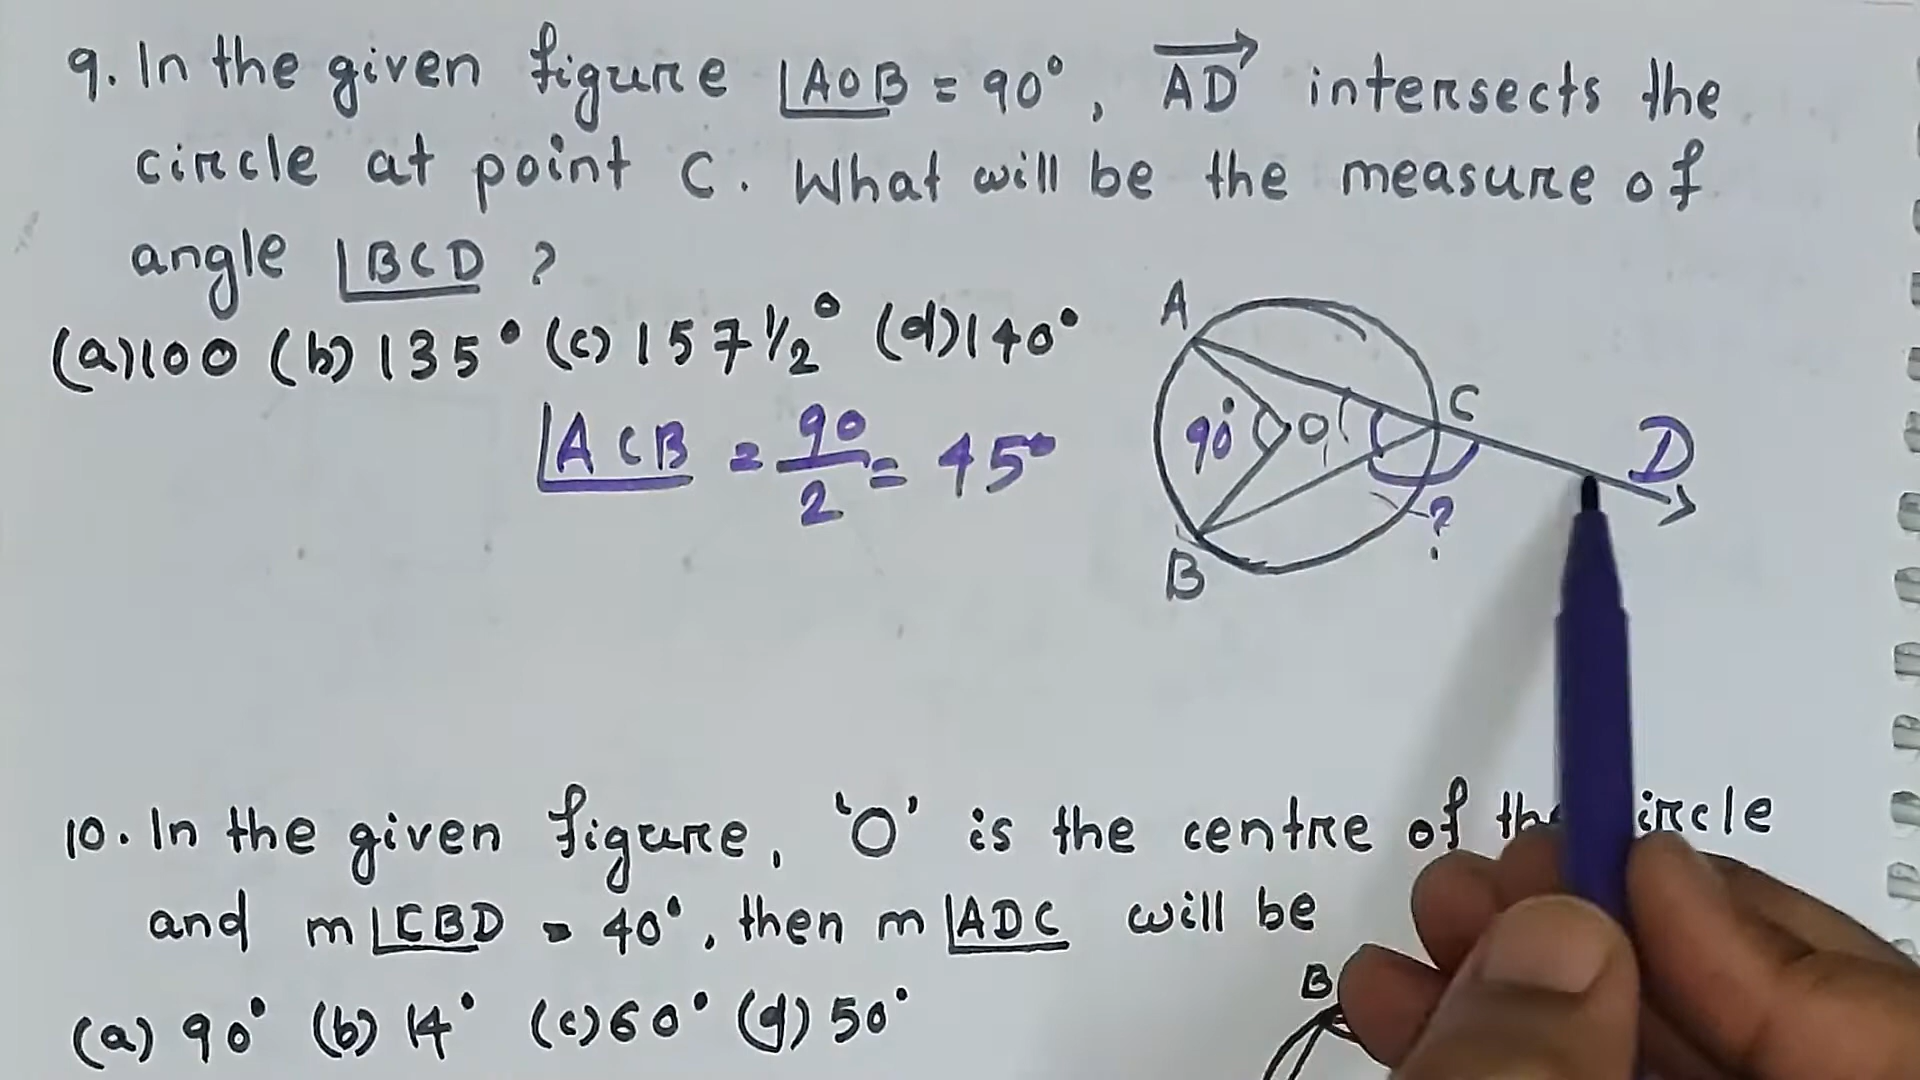 9. In the given figure ∠AOB = 90°, AD intersects the
circle at point C. What will be the measure of
angle ∠BCD ?
(a) 100 (b) 135° (c) 157 1/2° (d) 140°
∠ACB = 90/2 = 45°
A
C
90° O
D
?
B
10. In the given figure, 'O' is the centre of the circle
and m∠CBD = 40°, then m∠ADC will be
B
(a) 90° (b) 14° (c) 60° (d) 50°